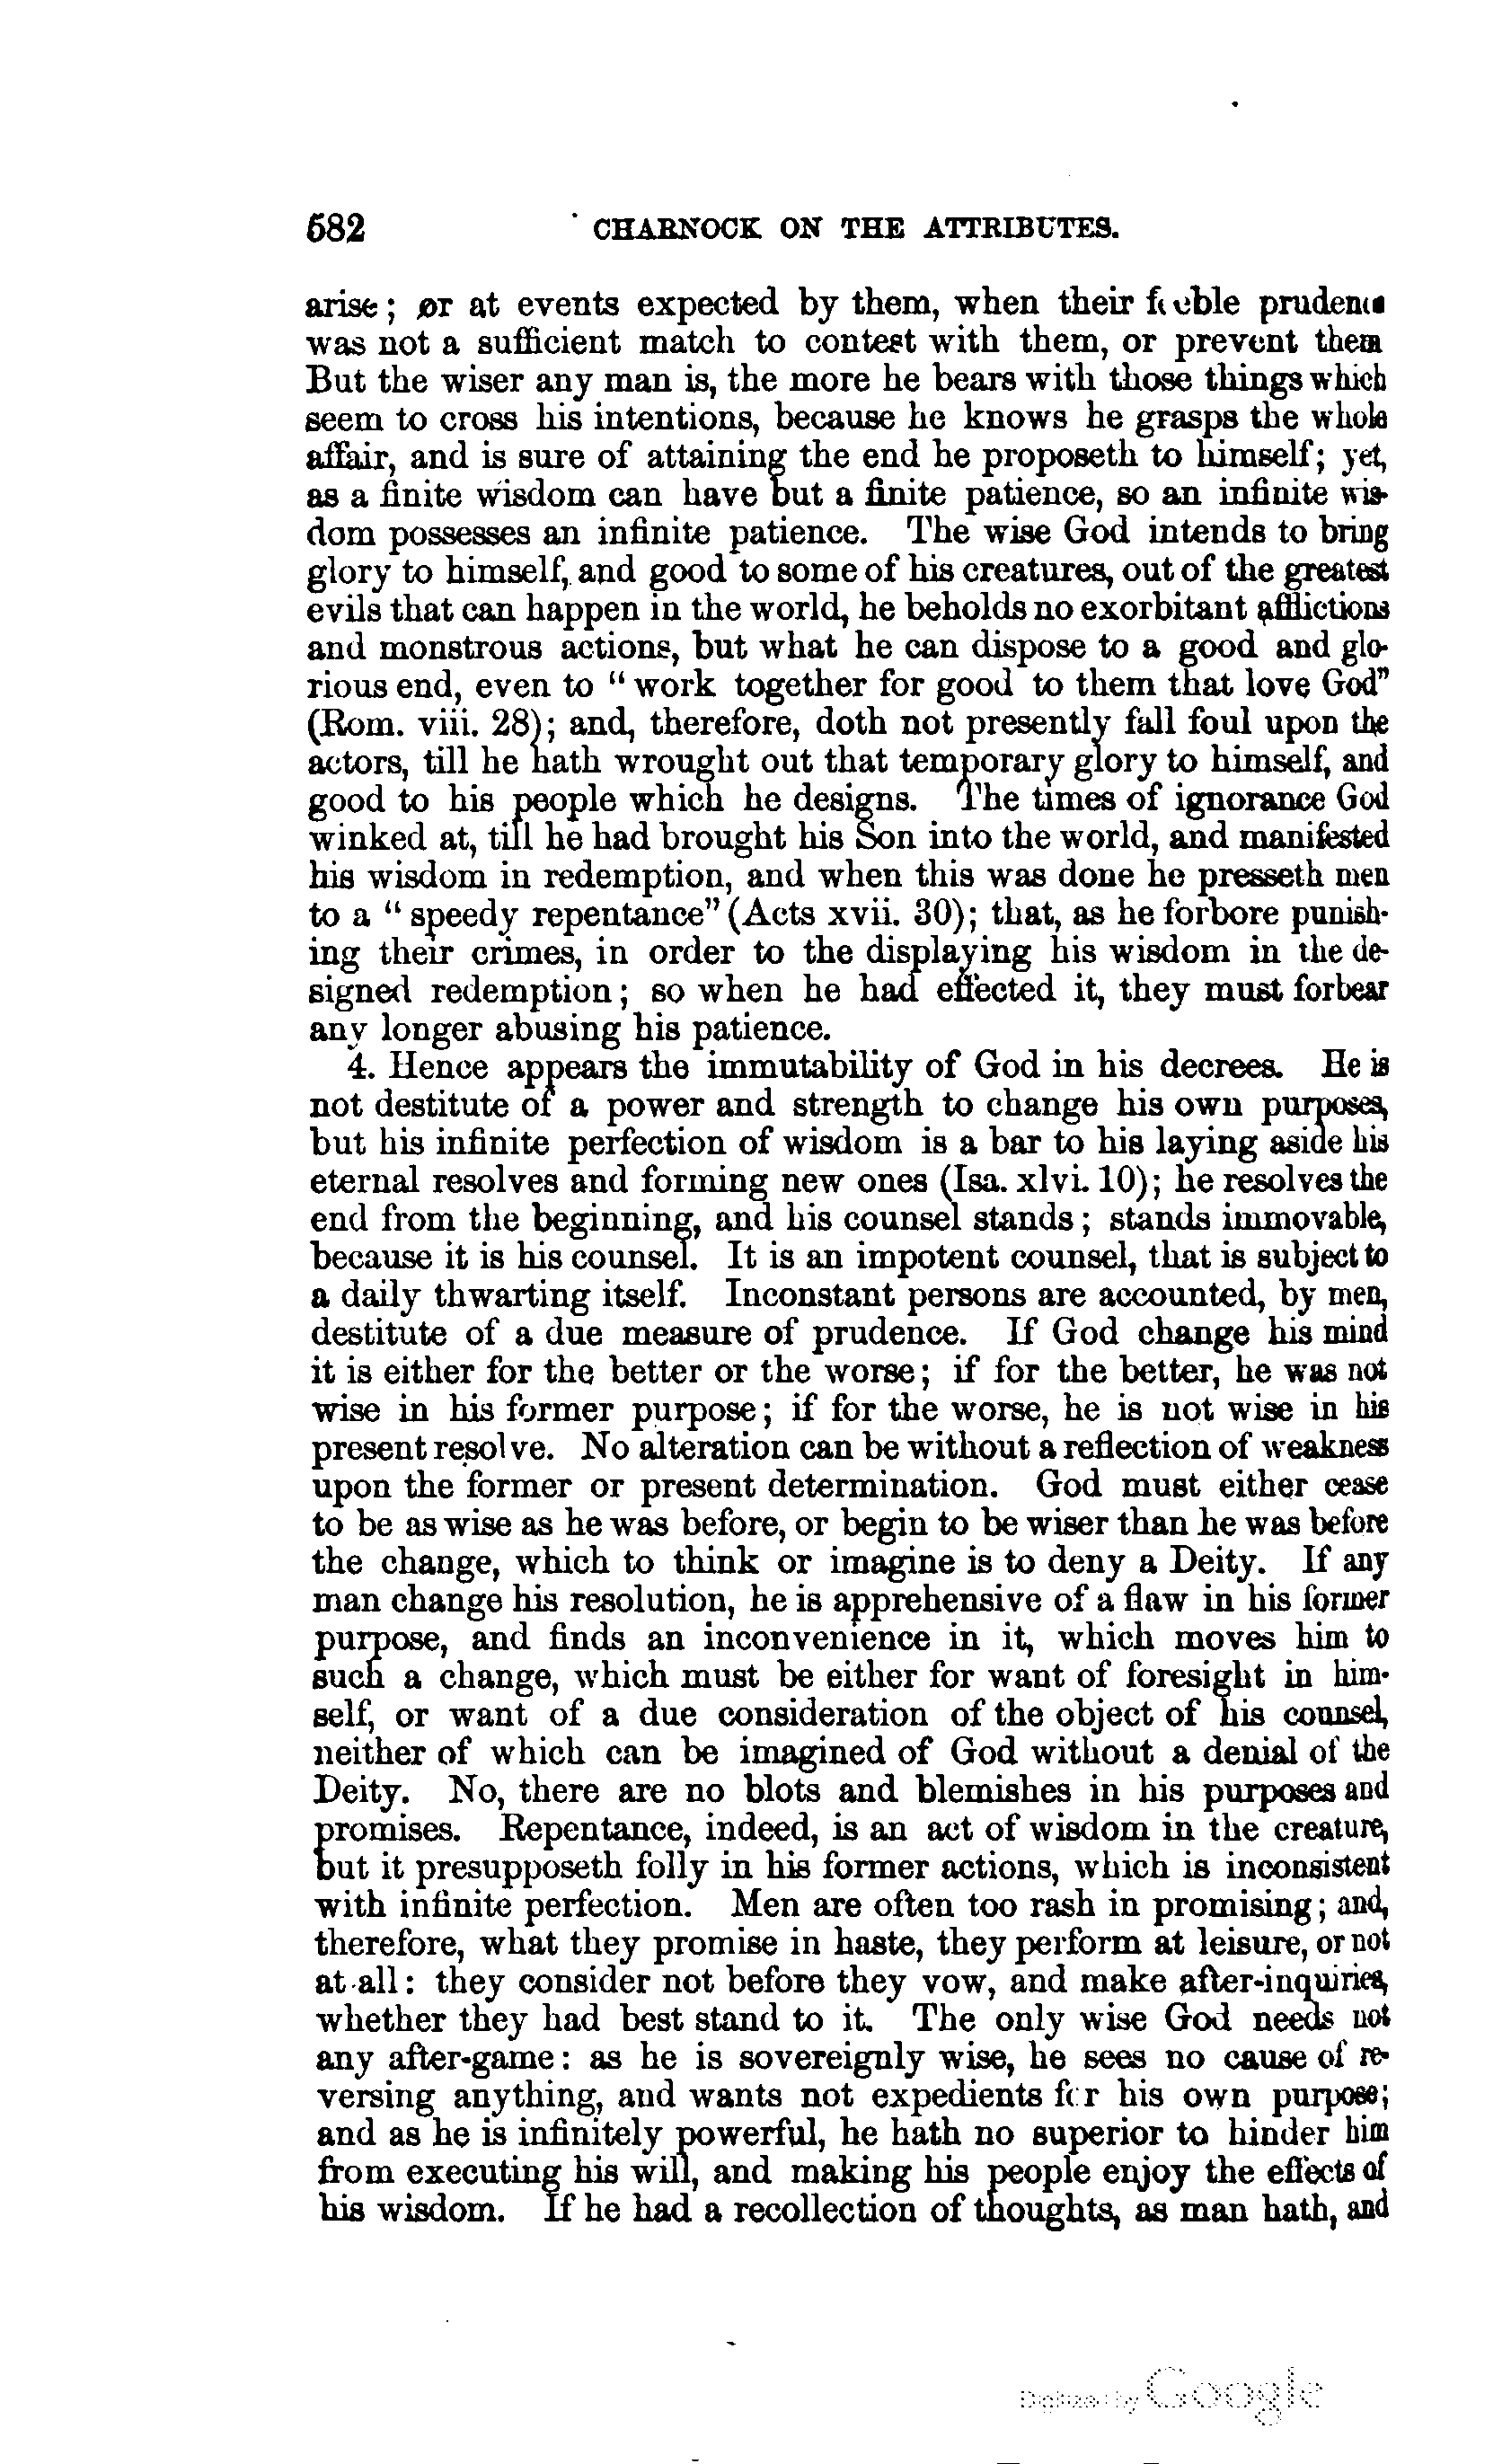 582 CHARNOCK ON THE ATTRIBUTES.
arise; or at events expected by them, when their feeble prudence
was not a sufficient match to contest with them, or prevent them
But the wiser any man is, the more he bears with those things which
seem to cross his intentions, because he knows he grasps the whole
affair, and is sure of attaining the end he proposeth to himself; yet,
as a finite wisdom can have but a finite patience, so an infinite wis-
dom possesses an infinite patience. The wise God intends to bring
glory to himself, and good to some of his creatures, out of the greatest
evils that can happen in the world, he beholds no exorbitant afflictions
and monstrous actions, but what he can dispose to a good and glo-
rious end, even to "work together for good to them that love God"
(Rom. viii. 28); and, therefore, doth not presently fall foul upon the
actors, till he hath wrought out that temporary glory to himself, and
good to his people which he designs. The times of ignorance God
winked at, till he had brought his Son into the world, and manifested
his wisdom in redemption, and when this was done he presseth men
to a "speedy repentance" (Acts xvii. 30); that, as he forbore punish-
ing their crimes, in order to the displaying his wisdom in the de-
signed redemption; so when he had effected it, they must forbear
any longer abusing his patience.
4. Hence appears the immutability of God in his decrees. He is
not destitute of a power and strength to change his own purposes,
but his infinite perfection of wisdom is a bar to his laying aside his
eternal resolves and forming new ones (Isa. xlvi. 10); he resolves the
end from the beginning, and his counsel stands; stands immovable,
because it is his counsel. It is an impotent counsel, that is subject to
a daily thwarting itself. Inconstant persons are accounted, by men,
destitute of a due measure of prudence. If God change his mind
it is either for the better or the worse; if for the better, he was not
wise in his former purpose; if for the worse, he is not wise in his
present resolve. No alteration can be without a reflection of weakness
upon the former or present determination. God must either cease
to be as wise as he was before, or begin to be wiser than he was before
the change, which to think or imagine is to deny a Deity. If any
man change his resolution, he is apprehensive of a flaw in his former
purpose, and finds an inconvenience in it, which moves him to
such a change, which must be either for want of foresight in him-
self, or want of a due consideration of the object of his counsel,
neither of which can be imagined of God without a denial of the
Deity. No, there are no blots and blemishes in his purposes and
promises. Repentance, indeed, is an act of wisdom in the creature,
but it presupposeth folly in his former actions, which is inconsistent
with infinite perfection. Men are often too rash in promising; and,
therefore, what they promise in haste, they perform at leisure, or not
at all: they consider not before they vow, and make after-inquiries,
whether they had best stand to it. The only wise God needs not
any after-game: as he is sovereignly wise, he sees no cause of re-
versing anything, and wants not expedients for his own purpose;
and as he is infinitely powerful, he hath no superior to hinder him
from executing his will, and making his people enjoy the effects of
his wisdom. If he had a recollection of thoughts, as man hath, and
Digitized by Google